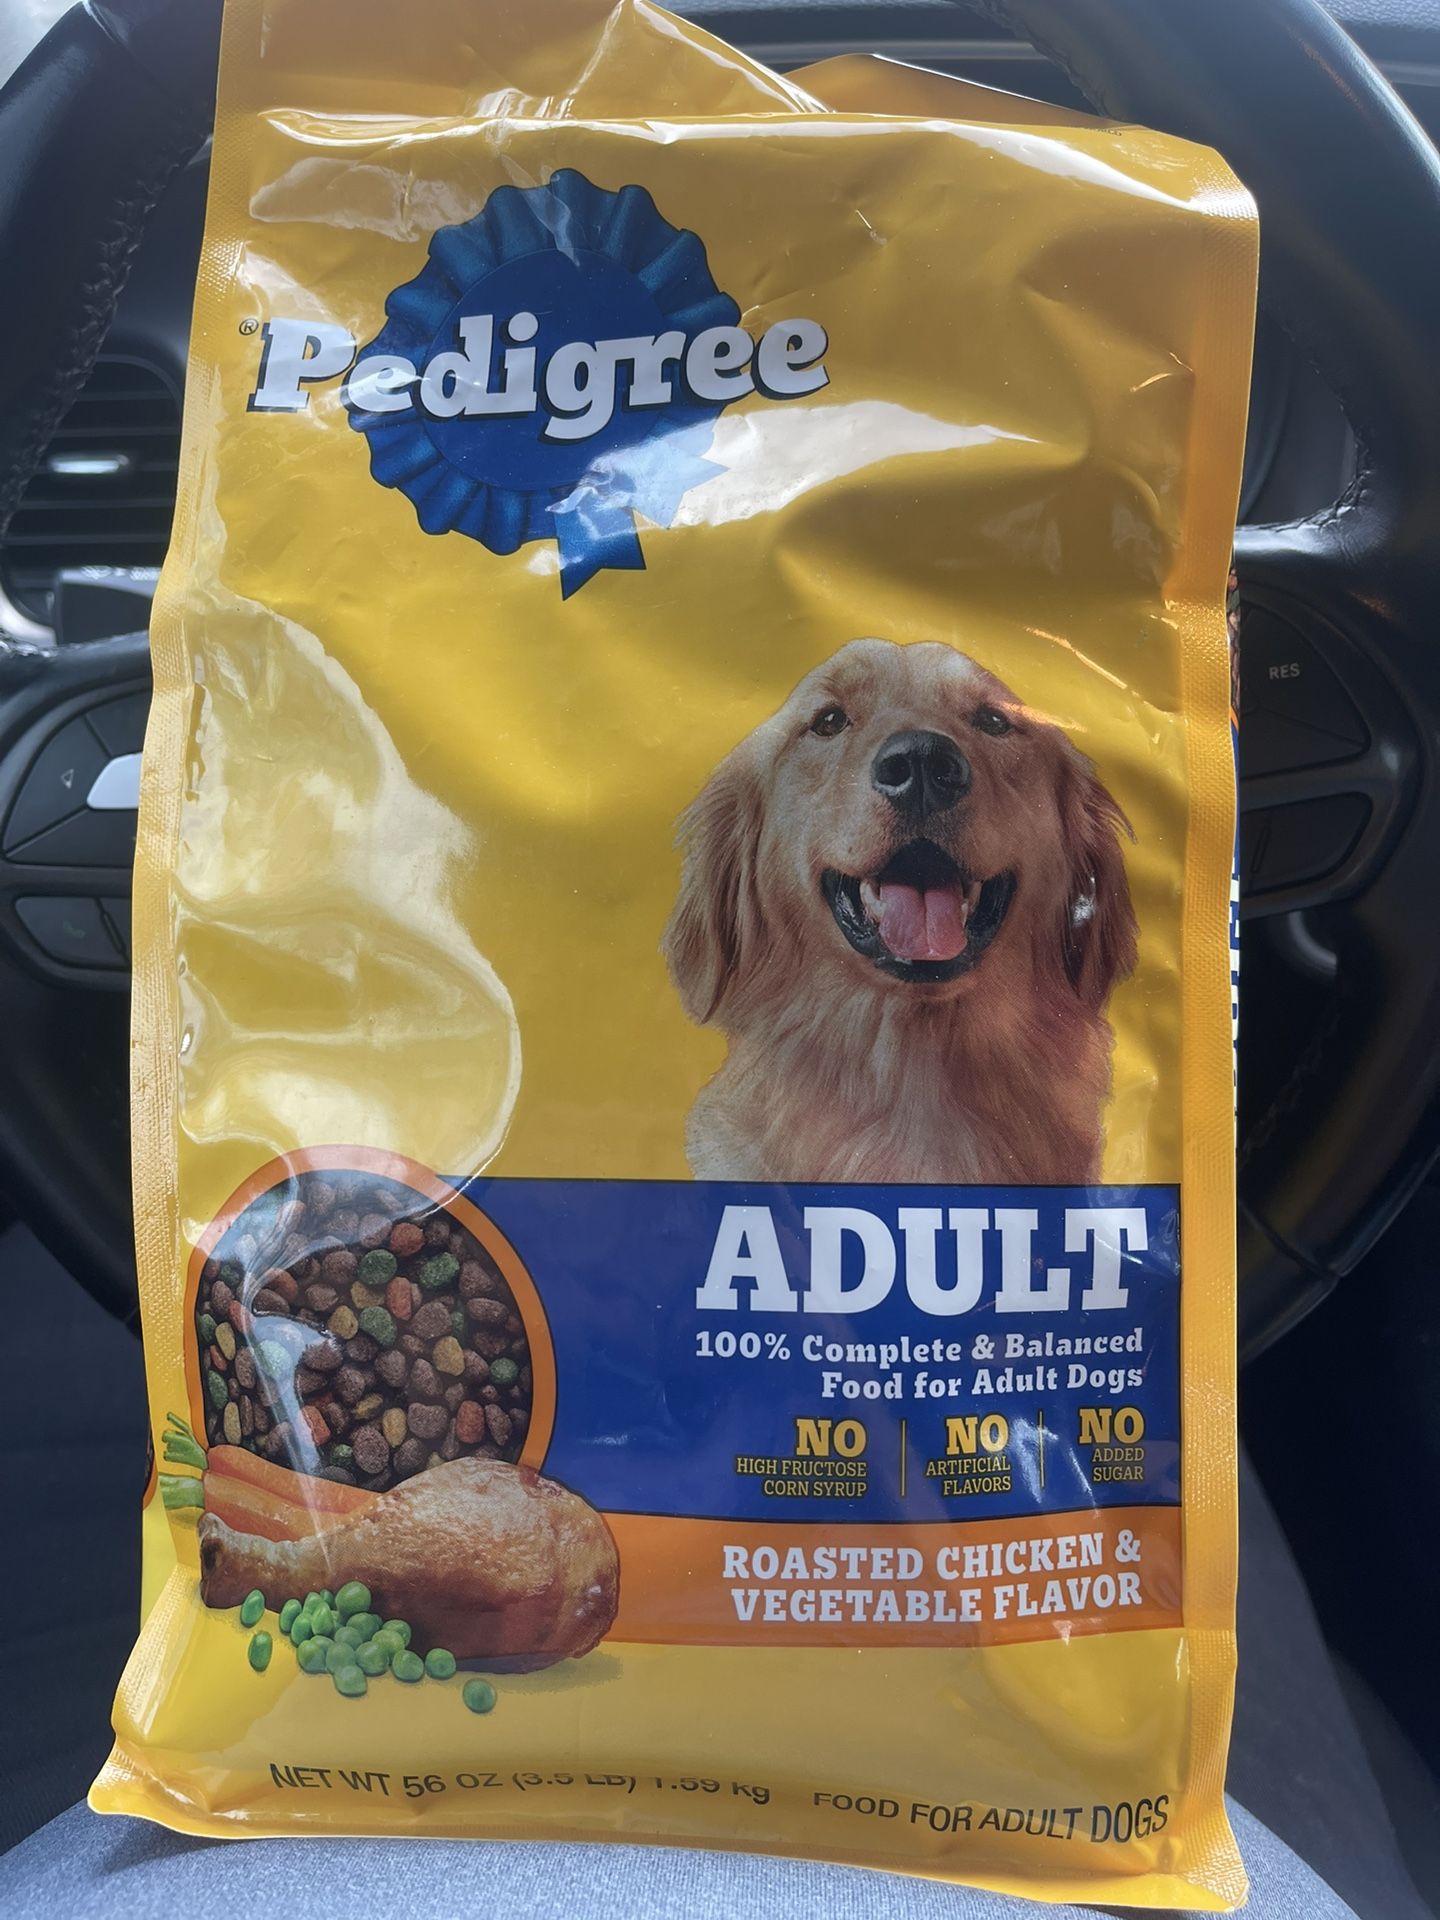 ® Pedigree
RES
ADULT
100% Complete & Balanced
Food for Adult Dogs
NO
HIGH FRUCTOSE
CORN SYRUP
NO
ARTIFICIAL
FLAVORS
NO
ADDED
SUGAR
ROASTED CHICKEN &
VEGETABLE FLAVOR
NET WT 56 OZ (3.5 LB) 1.59 kg FOOD FOR ADULT DOGS